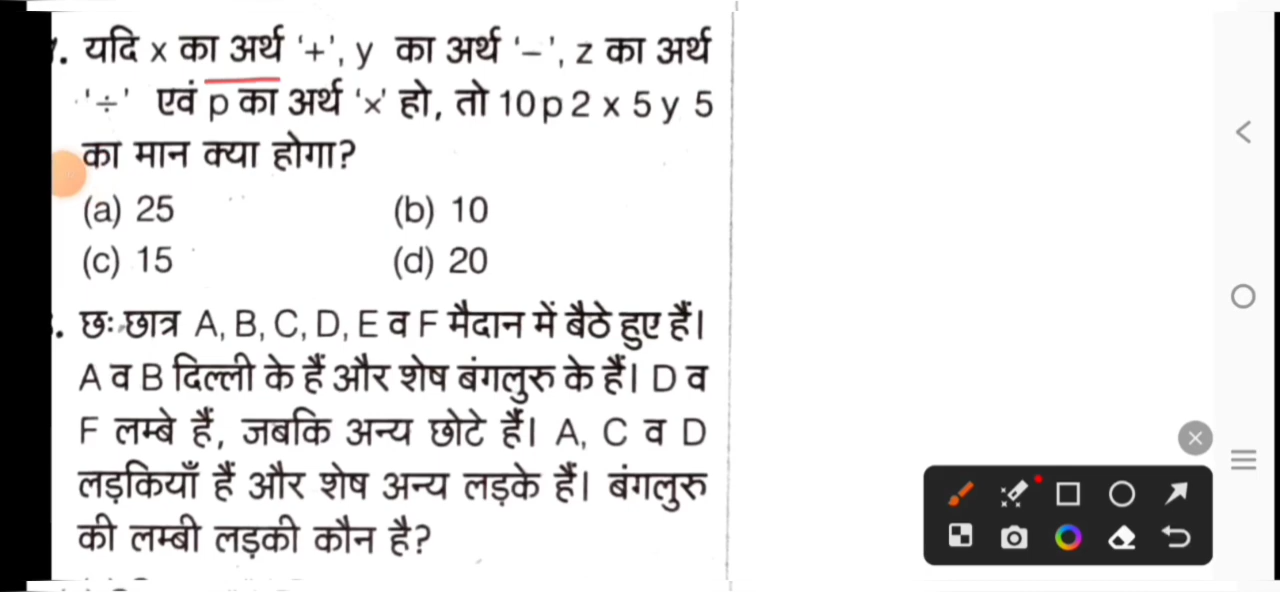 . यदि x का अर्थ '+', y का अर्थ '–', z का अर्थ
'÷' एवं p का अर्थ 'x' हो, तो 10 p 2 x 5 y 5
का मान क्या होगा?
(a) 25 (b) 10
(c) 15 (d) 20
. छः छात्र A, B, C, D, E व F मैदान में बैठे हुए हैं।
A व B दिल्ली के हैं और शेष बंगलुरु के हैं। D व
F लम्बे हैं, जबकि अन्य छोटे हैं। A, C व D
लड़कियाँ हैं और शेष अन्य लड़के हैं। बंगलुरु
की लम्बी लड़की कौन है?